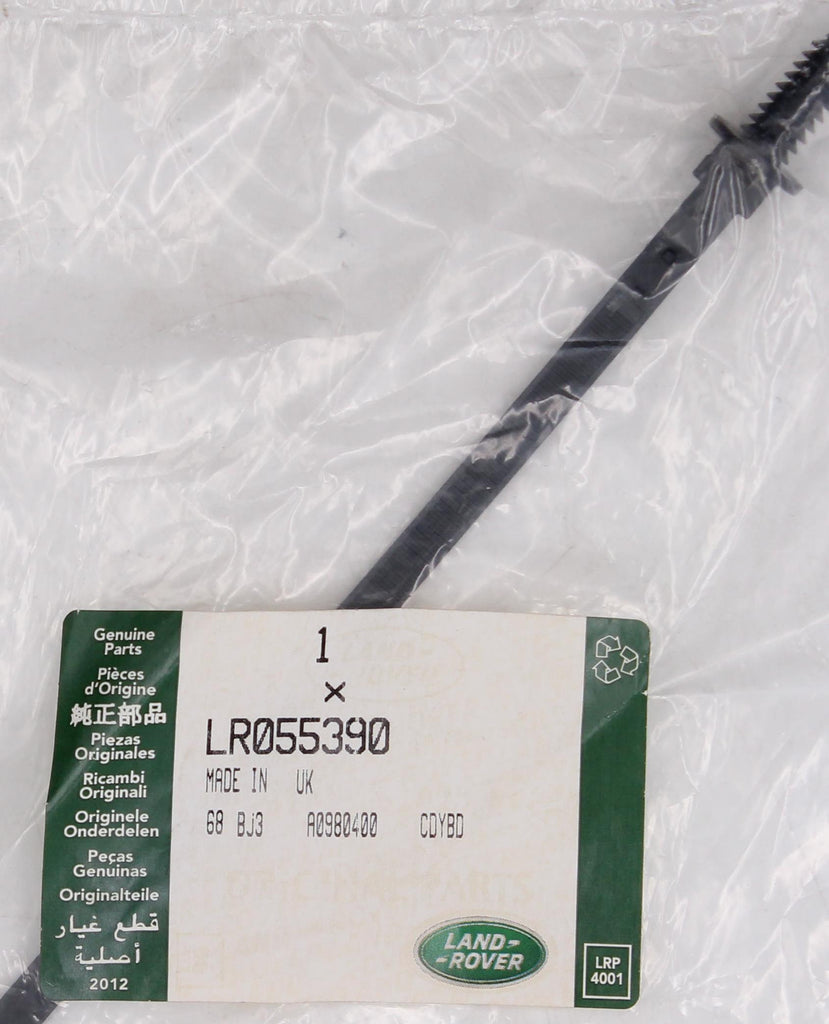 Genuine
Parts
Pièces
d'Origine
純正部品
Piezas
Originales
Ricambi
Originali
Originele
Onderdelen
Peças
Genuinas
Originalteile
قطع غيار
أصلية
2012
1
×
LR055390
MADE IN UK
68 BJ3 A0980400 CDYBD
LAND-
-ROVER
LRP
4001